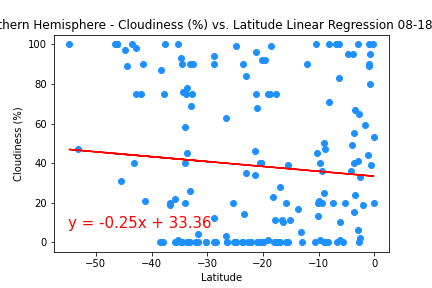 thern Hemisphere - Cloudiness (%) vs. Latitude Linear Regression 08-18
100
80
60
40
20
0
Cloudiness (%)
y = -0.25x + 33.36
−50 −40 −30 −20 −10 0
Latitude